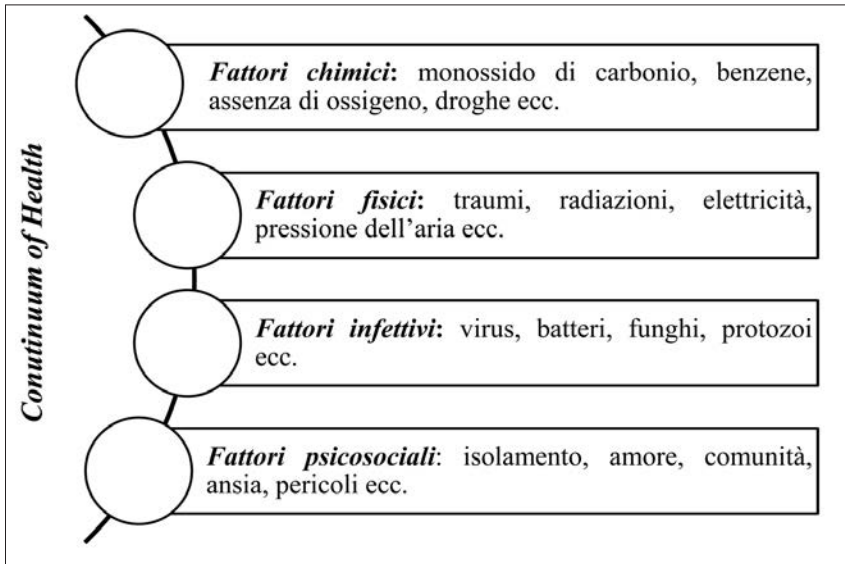 Conutinuum of Health
Fattori chimici: monossido di carbonio, benzene,
assenza di ossigeno, droghe ecc.
Fattori fisici: traumi, radiazioni, elettricità,
pressione dell'aria ecc.
Fattori infettivi: virus, batteri, funghi, protozoi
ecc.
Fattori psicosociali: isolamento, amore, comunità,
ansia, pericoli ecc.